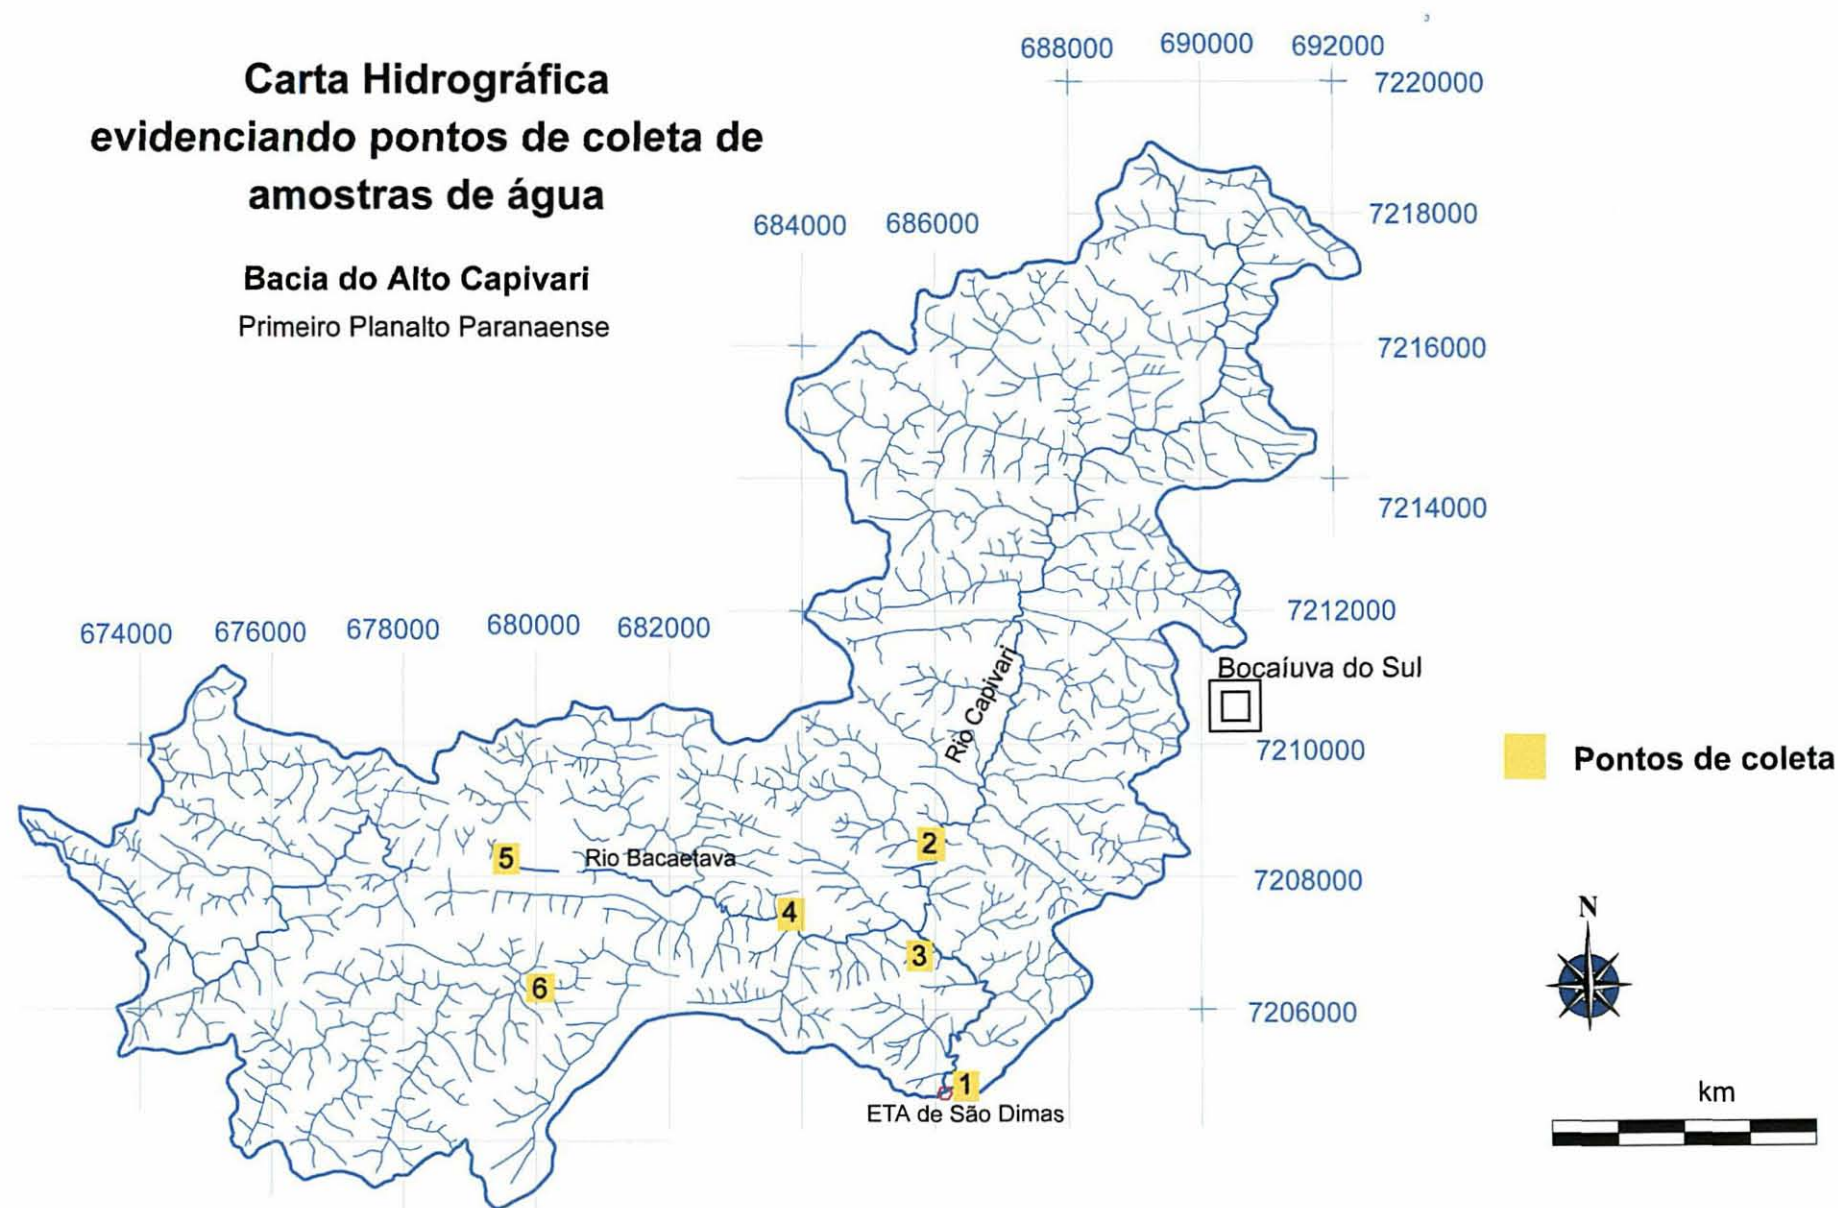 Carta Hidrográfica
evidenciando pontos de coleta de
amostras de água
Bacia do Alto Capivari
Primeiro Planalto Paranaense
688000 690000 692000
7220000
7218000
684000 686000
7216000
7214000
7212000
674000 676000 678000 680000 682000
Bocaíuva do Sul
Rio Capivari
7210000
Pontos de coleta
2
5
Rio Bacaetava
7208000
4
3
6
N
7206000
1
ETA de São Dimas
km